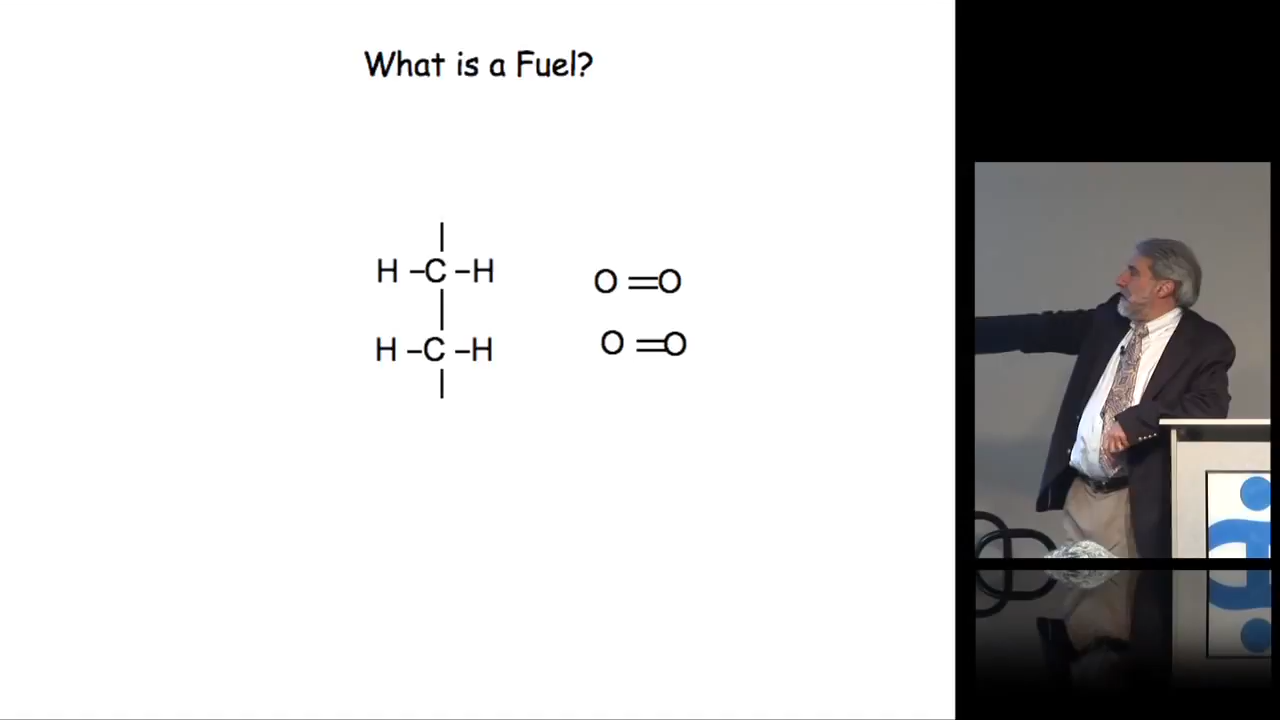 What is a Fuel?
H –C –H
O =O
H –C –H
O =O